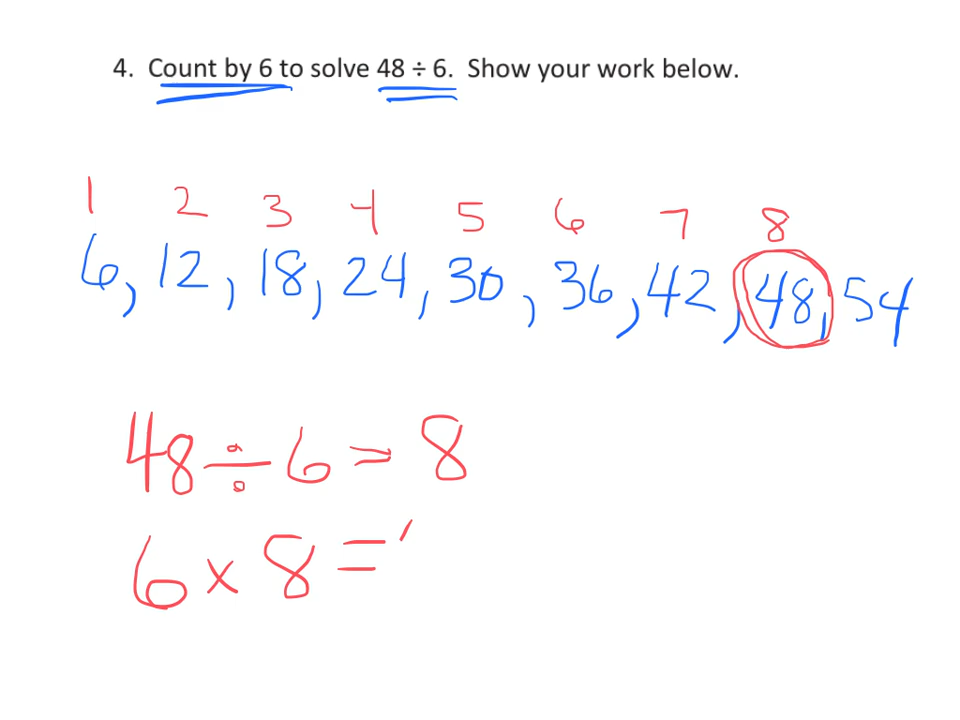 4. Count by 6 to solve 48 ÷ 6. Show your work below.
1 2 3 4 5 6 7 8
6, 12, 18, 24, 30, 36, 42, 48, 54
48 ÷ 6 = 8
6 x 8 =